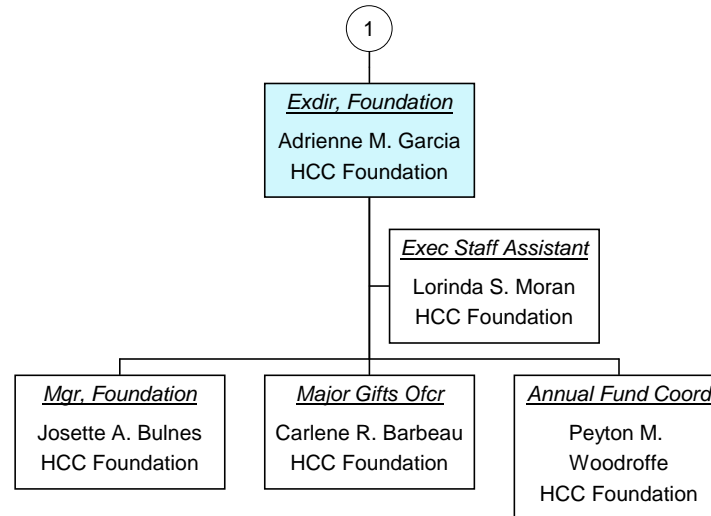 1
Exdir, Foundation
Adrienne M. Garcia
HCC Foundation
Exec Staff Assistant
Lorinda S. Moran
HCC Foundation
Mgr, Foundation
Josette A. Bulnes
HCC Foundation
Major Gifts Ofcr
Carlene R. Barbeau
HCC Foundation
Annual Fund Coord
Peyton M.
Woodroffe
HCC Foundation